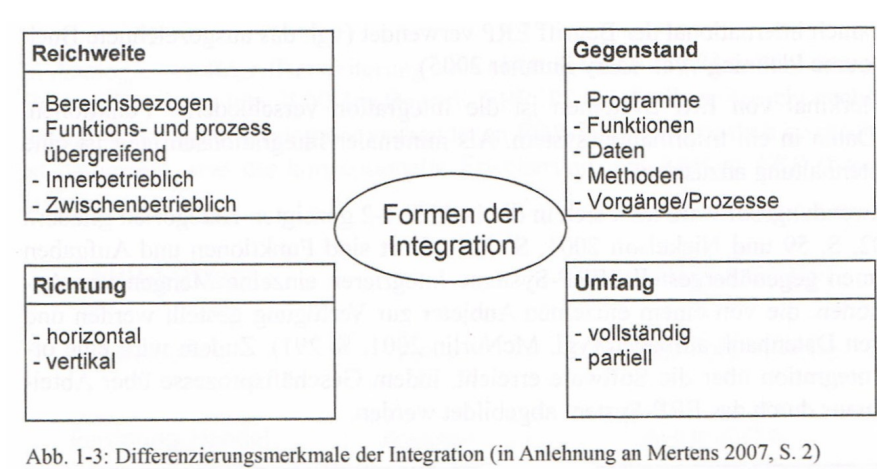 Reichweite
- Bereichsbezogen
- Funktions- und prozess
übergreifend
- Innerbetrieblich
- Zwischenbetrieblich
Gegenstand
- Programme
- Funktionen
- Daten
- Methoden
- Vorgänge/Prozesse
Formen der
Integration
Richtung
- horizontal
- vertikal
Umfang
- vollständig
- partiell
Abb. 1-3: Differenzierungsmerkmale der Integration (in Anlehnung an Mertens 2007, S. 2)